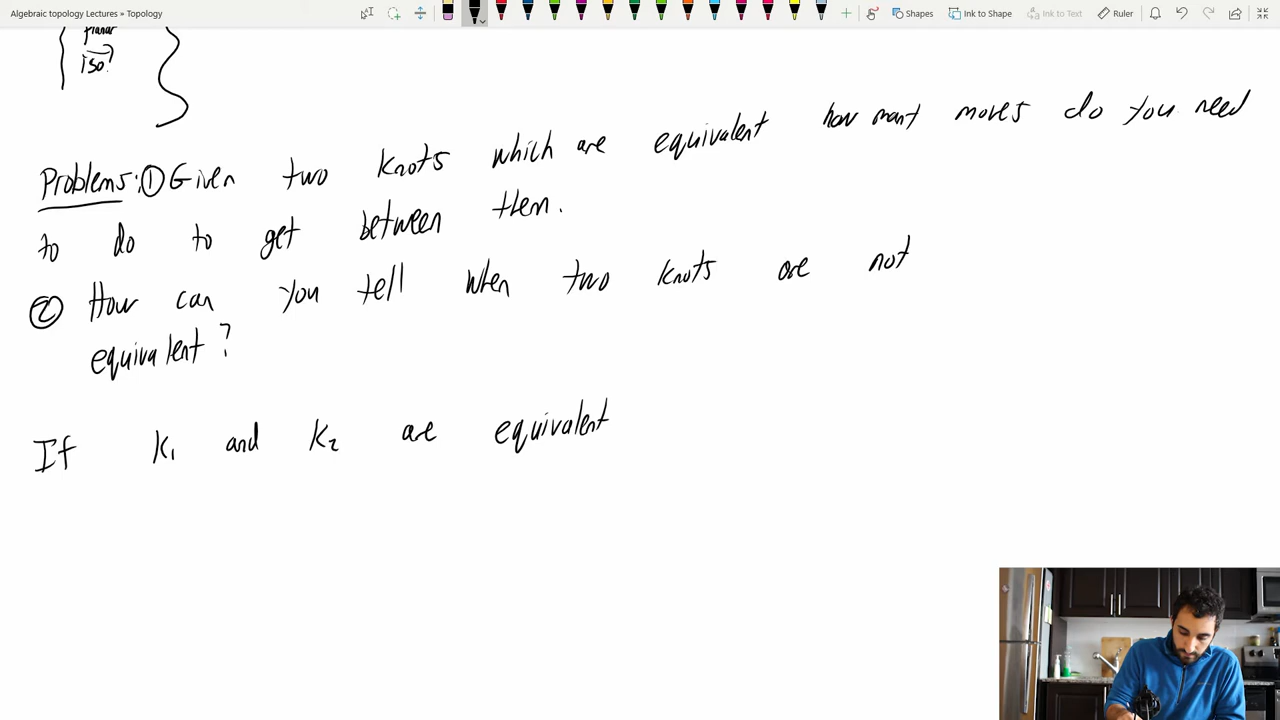 Algebraic topology Lectures » Topology
Shapes
Ink to Shape
Ink to Text
Ruler
planar
iso.
Problems: ① Given two knots which are equivalent how many moves do you need
to do to get between them.
② How can you tell when two knots are not
equivalent?
If K₁ and K₂ are equivalent